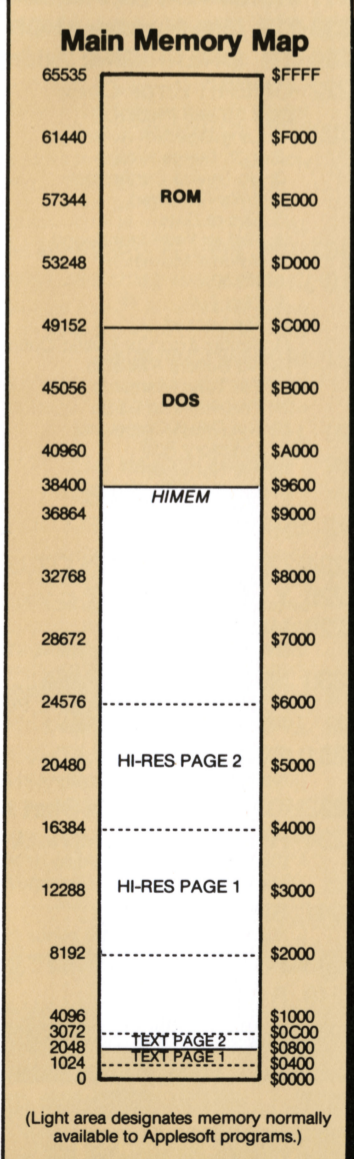 Main Memory Map
65535 $FFFF
61440 $F000
57344 ROM $E000
53248 $D000
49152 $C000
45056 $B000
DOS
40960 $A000
38400 $9600
HIMEM
36864 $9000
32768 $8000
28672 $7000
24576 $6000
20480 HI-RES PAGE 2 $5000
16384 $4000
12288 HI-RES PAGE 1 $3000
8192 $2000
4096 $1000
3072 $0C00
TEXT PAGE 2
2048 $0800
TEXT PAGE 1
1024 $0400
0 $0000
(Light area designates memory normally
available to Applesoft programs.)